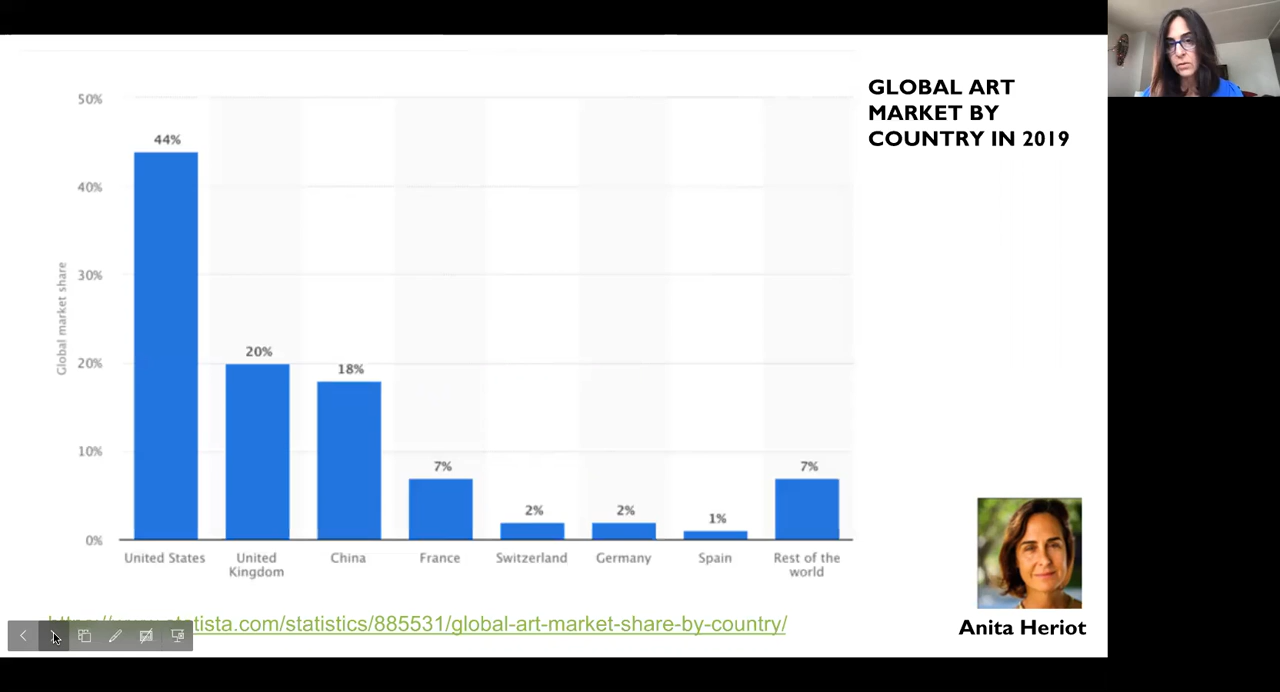 GLOBAL ART
MARKET BY
COUNTRY IN 2019
50%
40%
30%
20%
10%
0%
Global market share
44%
20%
18%
7%
2%
2%
1%
7%
United States
United
Kingdom
China
France
Switzerland
Germany
Spain
Rest of the
world
tista.com/statistics/885531/global-art-market-share-by-country/
Anita Heriot